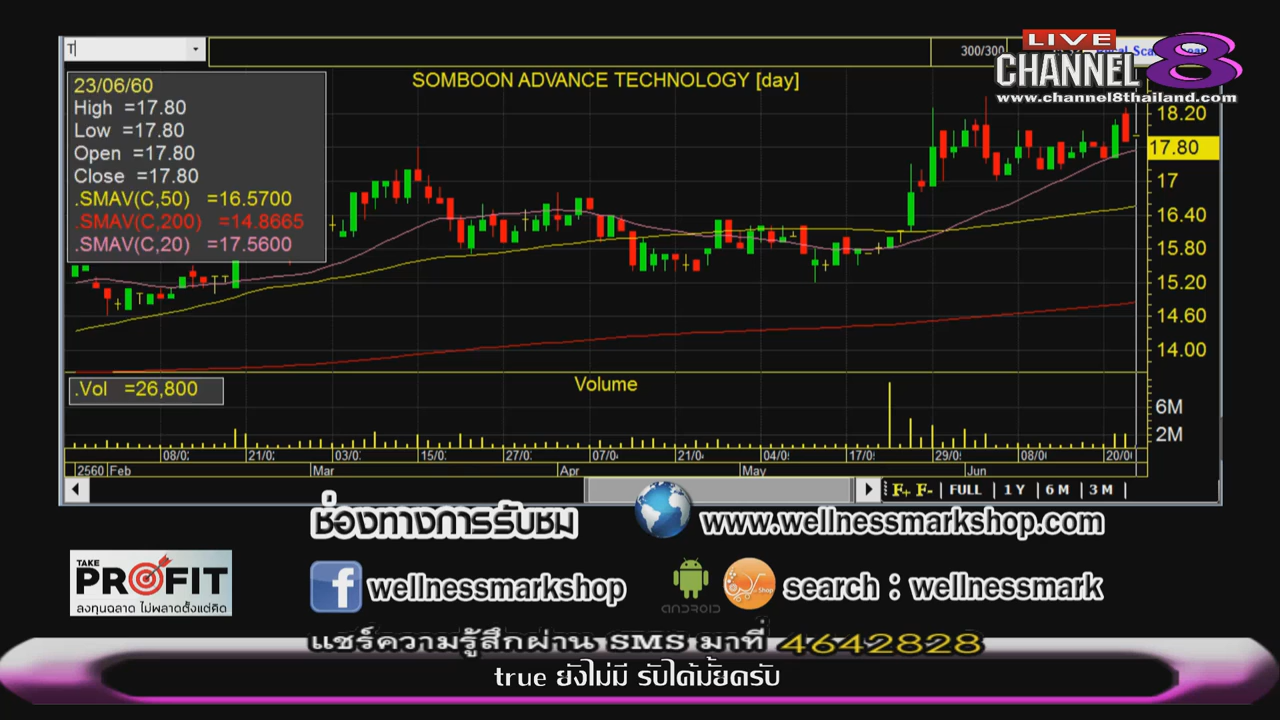 T
300/300
LIVE
CHANNEL 8
www.channel8thailand.com
SOMBOON ADVANCE TECHNOLOGY [day]
23/06/60
High =17.80
Low =17.80
Open =17.80
Close =17.80
.SMAV(C,50) =16.5700
.SMAV(C,200) =14.8665
.SMAV(C,20) =17.5600
18.20
17.80
17
16.40
15.80
15.20
14.60
14.00
.Vol =26,800
Volume
6M
2M
08/0 21/0 03/0 15/0 27/0 07/0 21/0 04/0 17/0 29/0 08/0 20/0
2560 Feb Mar Apr May Jun
F+ F- | FULL | 1 Y | 6 M | 3 M |
ช่องทางการรับชม
www.wellnessmarkshop.com
TAKE
PROFIT
ลงทุนฉลาด ไม่พลาดตั้งแต่คิด
wellnessmarkshop
search : wellnessmark
แชร์ความรู้สึกผ่าน SMS มาที่ 4642828
true ยังไม่มี รับได้มั้ยครับ